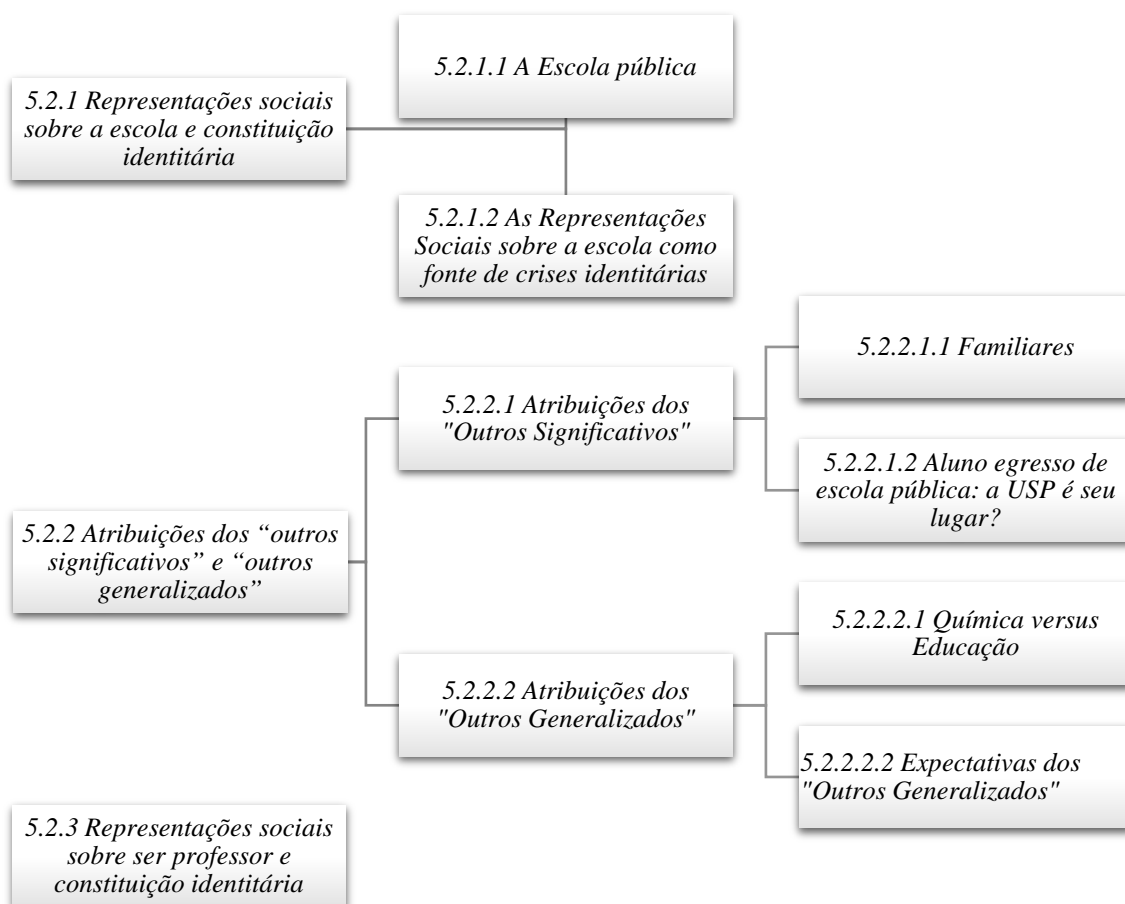 5.2.1.1 A Escola pública
5.2.1 Representações sociais
sobre a escola e constituição
identitária
5.2.1.2 As Representações
Sociais sobre a escola como
fonte de crises identitárias
5.2.2.1.1 Familiares
5.2.2.1 Atribuições dos
"Outros Significativos"
5.2.2.1.2 Aluno egresso de
escola pública: a USP é seu
lugar?
5.2.2 Atribuições dos “outros
significativos” e “outros
generalizados”
5.2.2.2.1 Química versus
Educação
5.2.2.2 Atribuições dos
"Outros Generalizados"
5.2.2.2.2 Expectativas dos
"Outros Generalizados"
5.2.3 Representações sociais
sobre ser professor e
constituição identitária